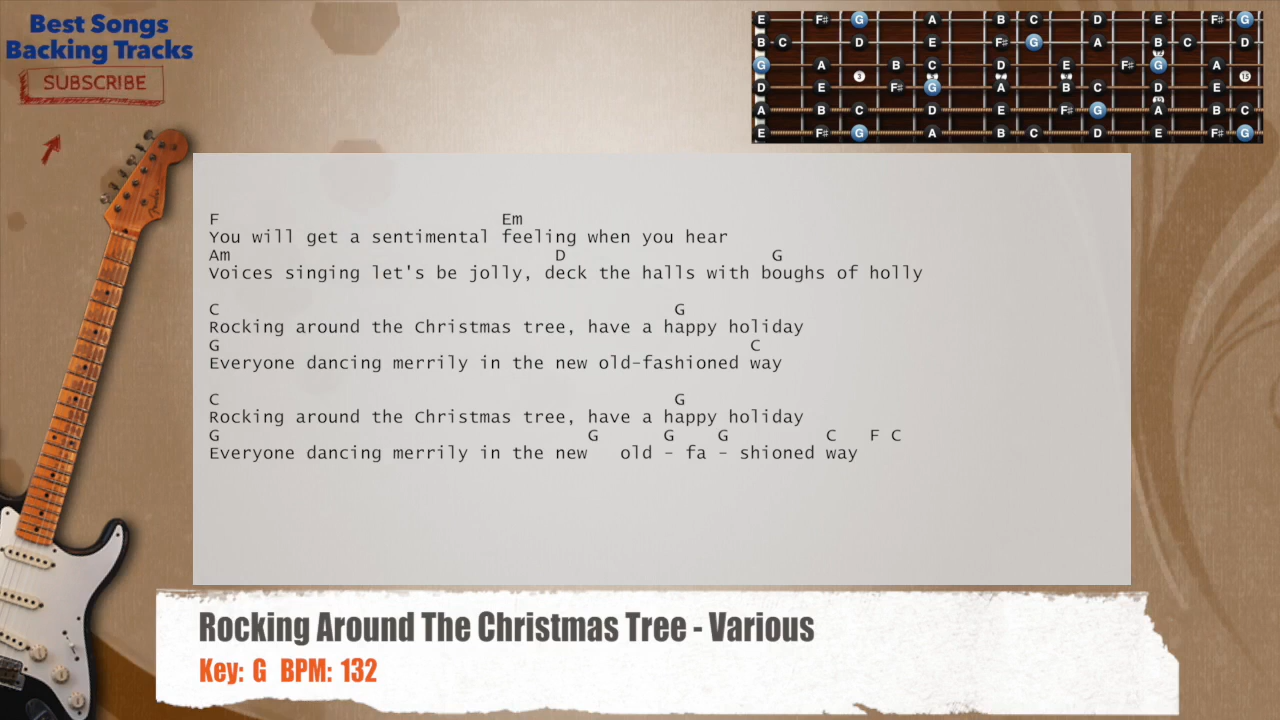 Best Songs
Backing Tracks
SUBSCRIBE
E F# G A B C D E F# G
B C D E F# G A B C D
G A B C D E F# G A
D E F# G A B C D E
A B C D E F# G A B C
E F# G A B C D E F# G
3 15
Fender
F Em
You will get a sentimental feeling when you hear
Am D G
Voices singing let's be jolly, deck the halls with boughs of holly
C G
Rocking around the Christmas tree, have a happy holiday
G C
Everyone dancing merrily in the new old-fashioned way
C G
Rocking around the Christmas tree, have a happy holiday
G G G G C F C
Everyone dancing merrily in the new old - fa - shioned way
Rocking Around The Christmas Tree - Various
Key: G BPM: 132